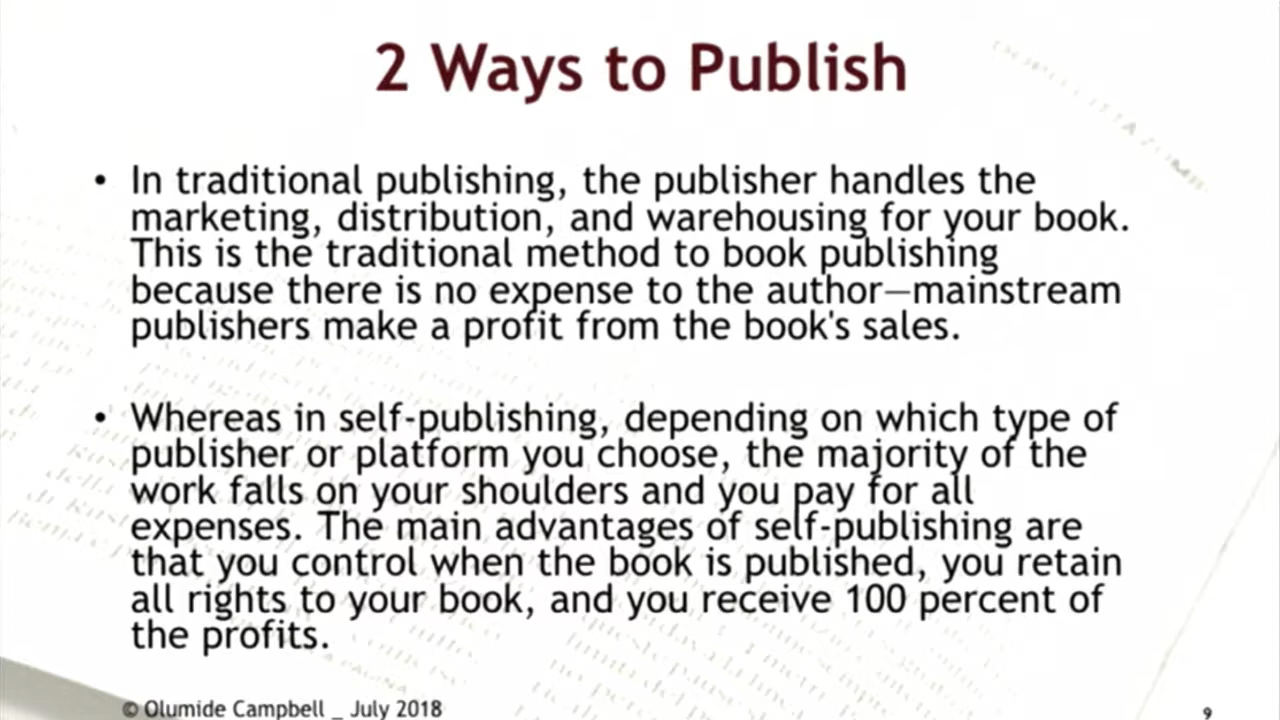 2 Ways to Publish
• In traditional publishing, the publisher handles the
marketing, distribution, and warehousing for your book.
This is the traditional method to book publishing
because there is no expense to the author—mainstream
publishers make a profit from the book's sales.
• Whereas in self-publishing, depending on which type of
publisher or platform you choose, the majority of the
work falls on your shoulders and you pay for all
expenses. The main advantages of self-publishing are
that you control when the book is published, you retain
all rights to your book, and you receive 100 percent of
the profits.
© Olumide Campbell _ July 2018
9